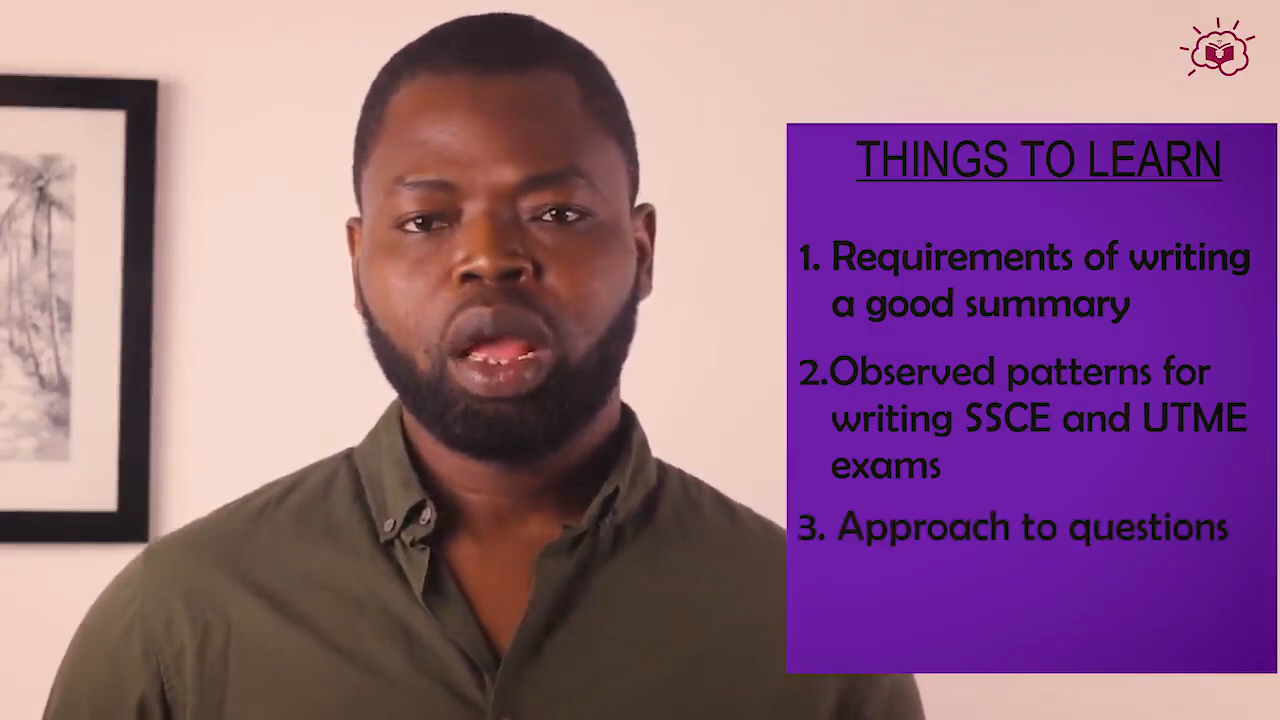 THINGS TO LEARN
1. Requirements of writing
a good summary
2.Observed patterns for
writing SSCE and UTME
exams
3. Approach to questions